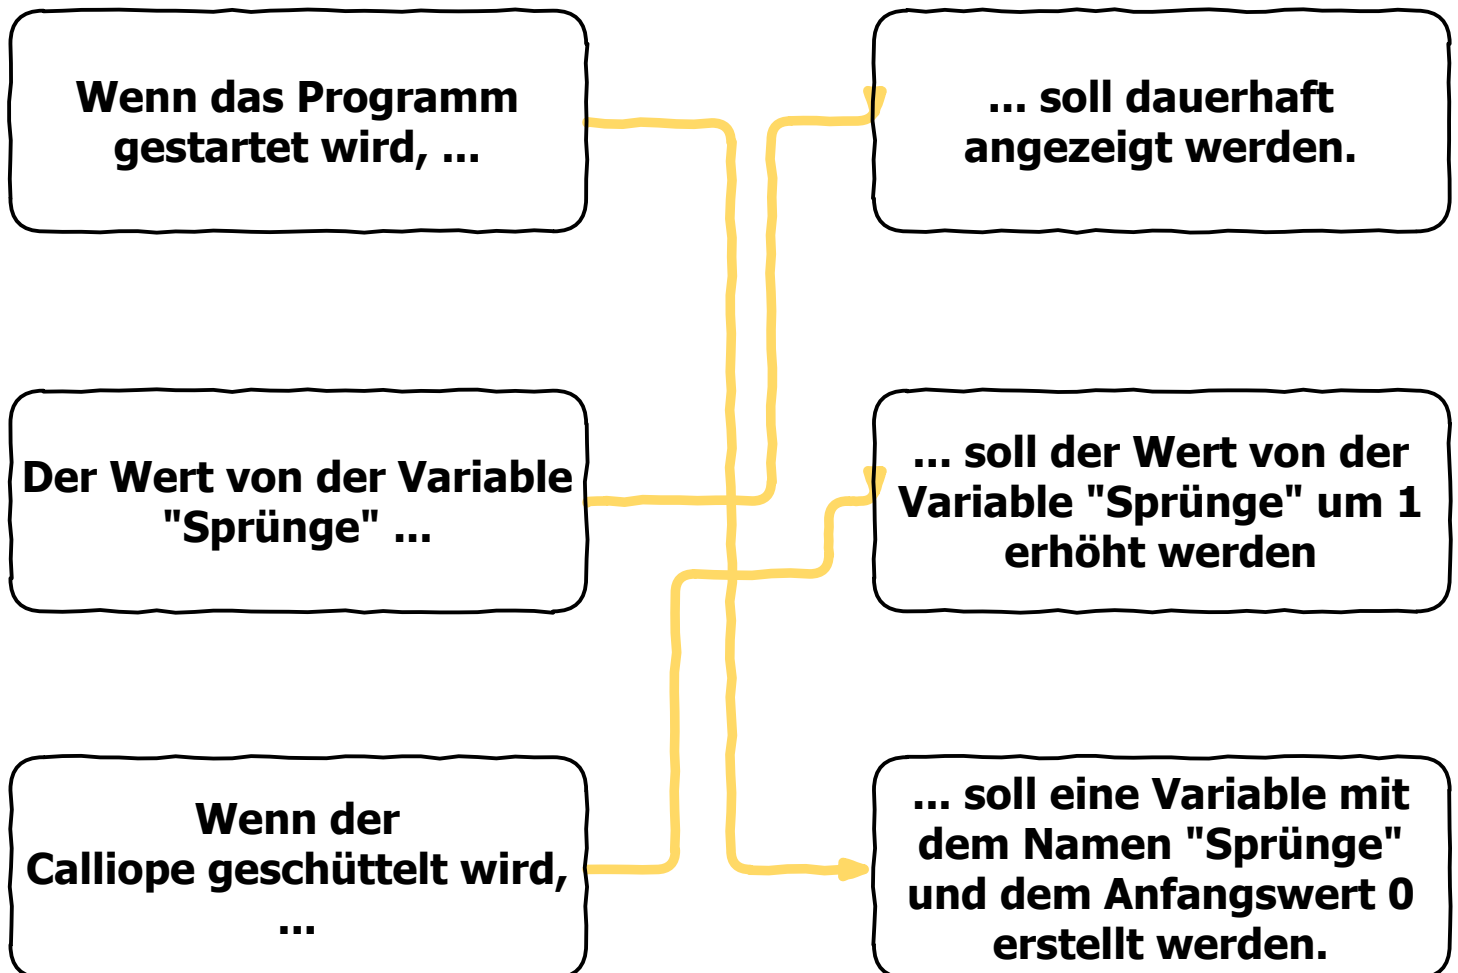 Wenn das Programm
gestartet wird, ...
... soll dauerhaft
angezeigt werden.
Der Wert von der Variable
"Sprünge" ...
... soll der Wert von der
Variable "Sprünge" um 1
erhöht werden
Wenn der
Calliope geschüttelt wird,
...
... soll eine Variable mit
dem Namen "Sprünge"
und dem Anfangswert 0
erstellt werden.